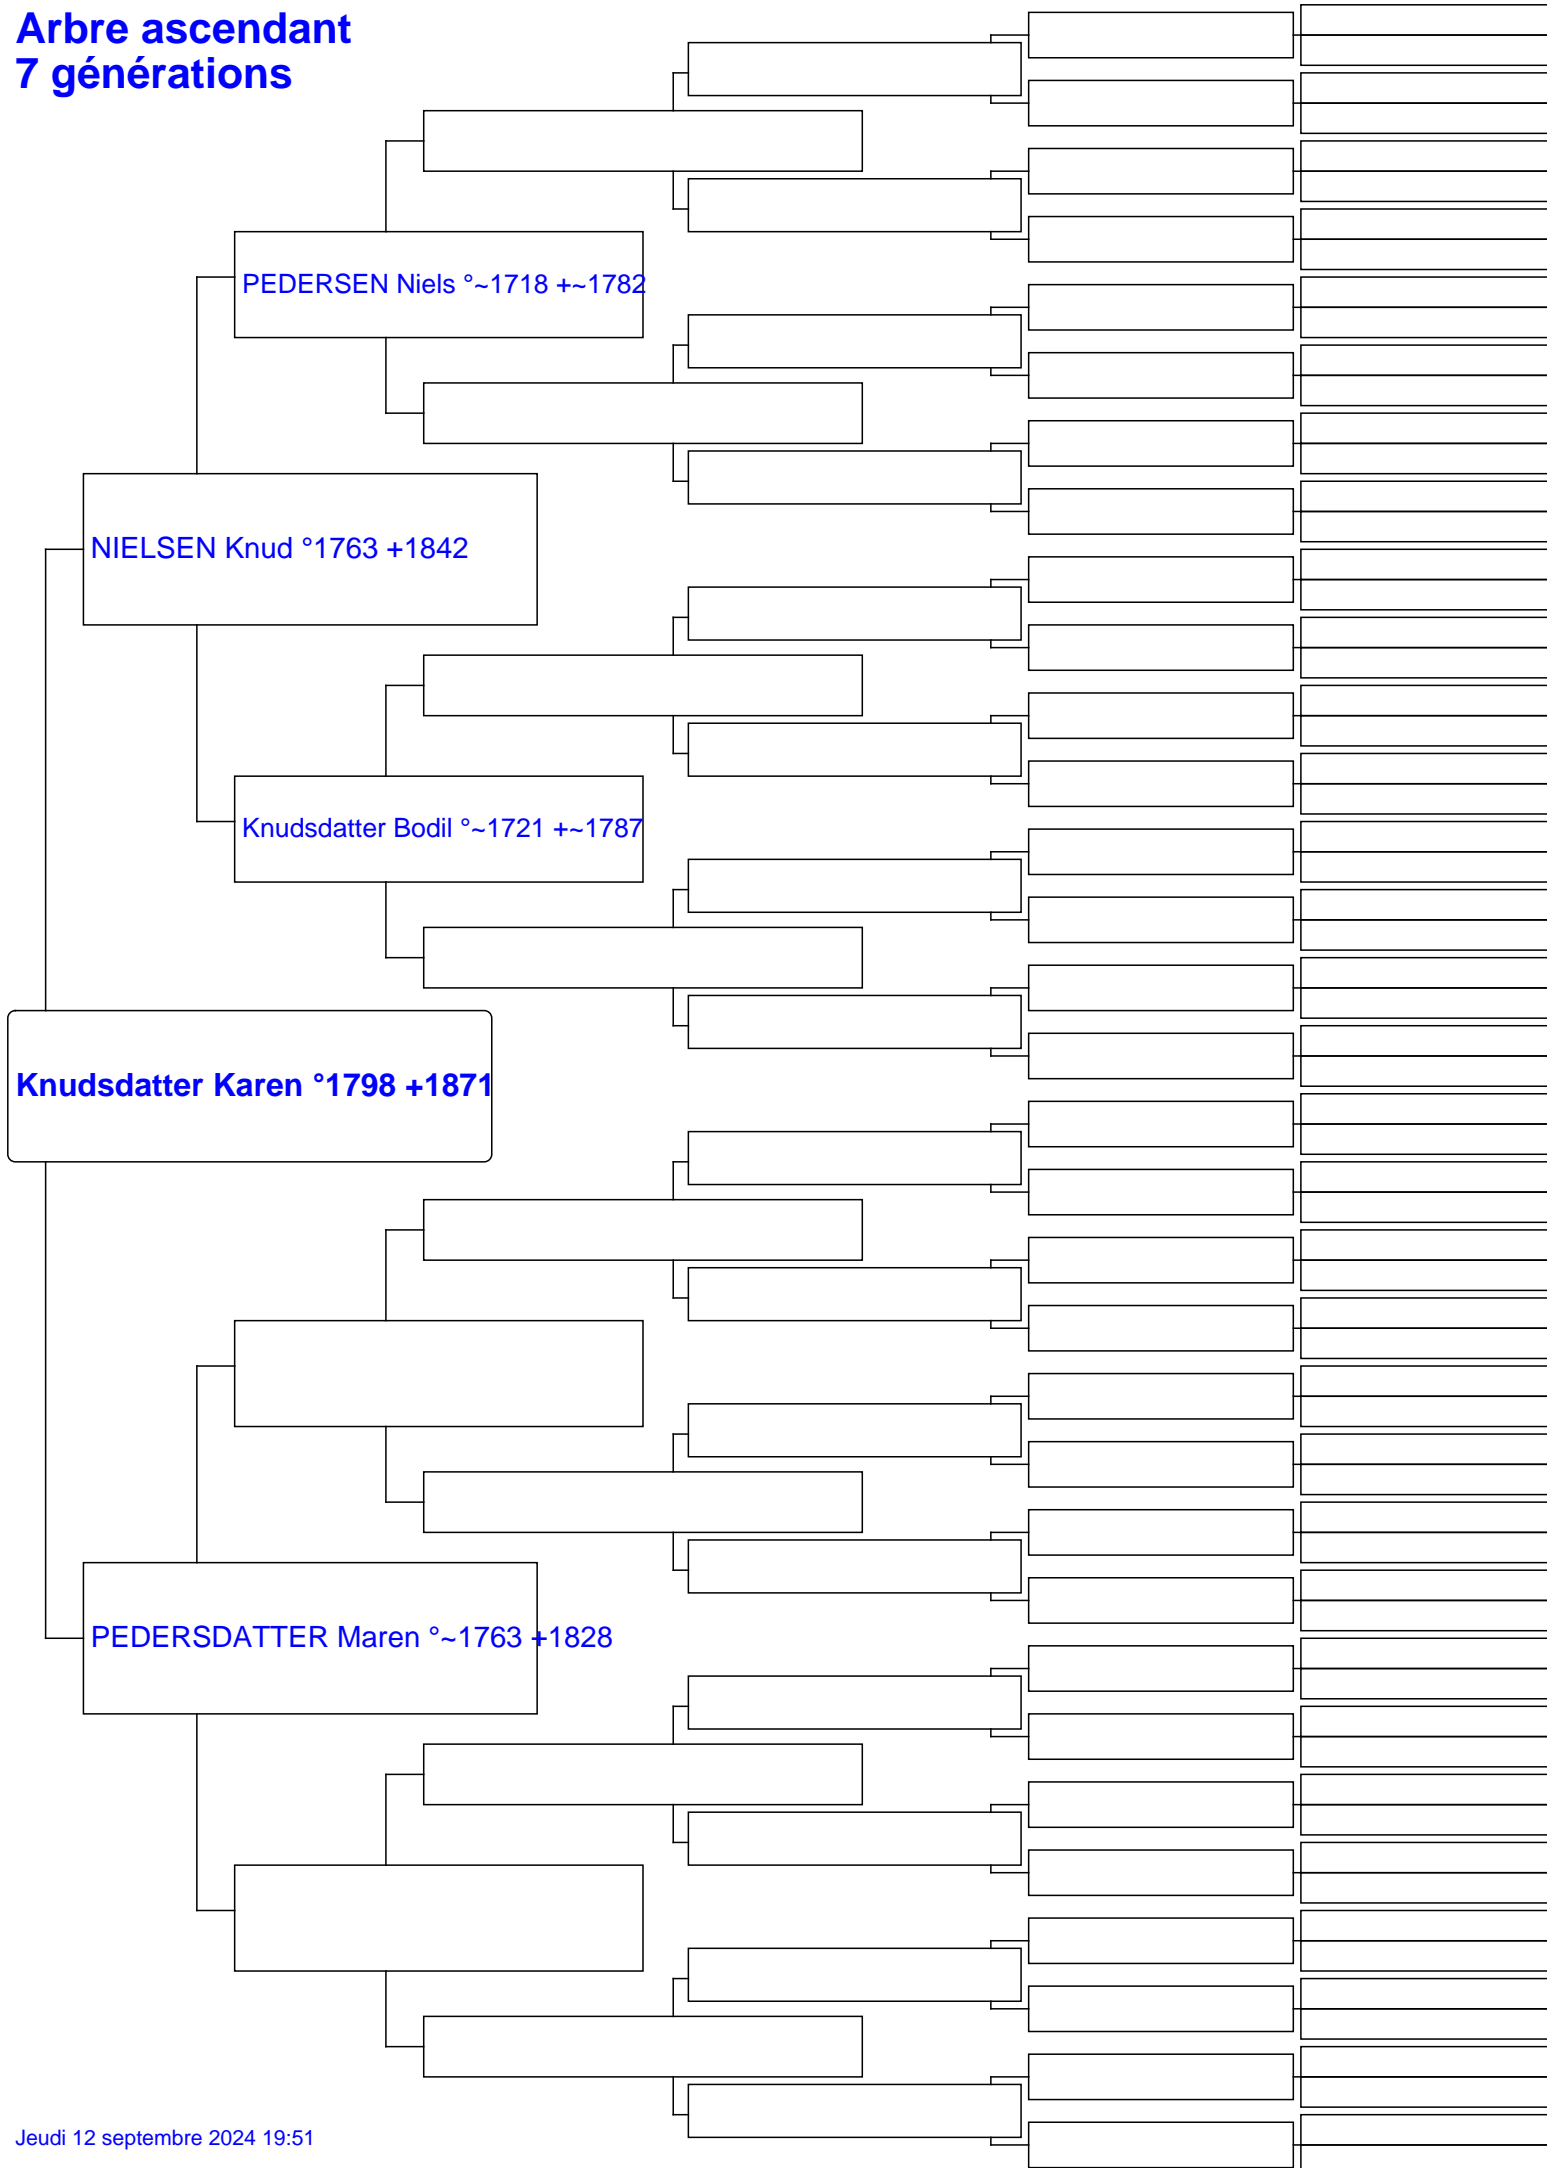 Arbre ascendant
7 générations
PEDERSEN Niels °~1718 +~1782
NIELSEN Knud °1763 +1842
Knudsdatter Bodil °~1721 +~1787
Knudsdatter Karen °1798 +1871
PEDERSDATTER Maren °~1763 +1828
Jeudi 12 septembre 2024 19:51